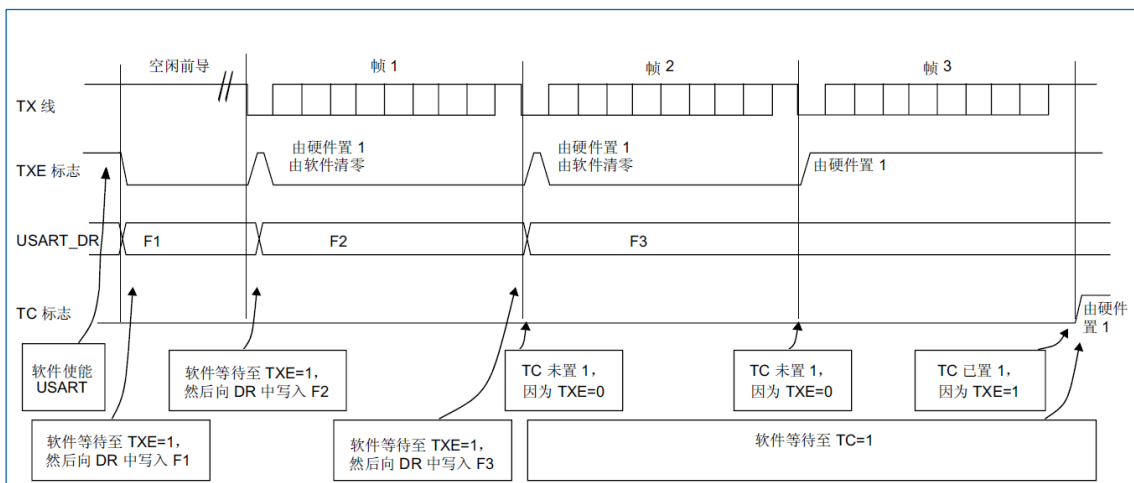 空闲前导
帧 1
帧 2
帧 3
TX 线
由硬件置 1
由软件清零
由硬件置 1
由软件清零
TXE 标志
由硬件置 1
USART_DR
F1
F2
F3
TC 标志
由硬件
置 1
软件使能
USART
软件等待至 TXE=1,
然后向 DR 中写入 F2
TC 未置 1,
因为 TXE=0
TC 未置 1,
因为 TXE=0
TC 已置 1,
因为 TXE=1
软件等待至 TXE=1,
然后向 DR 中写入 F1
软件等待至 TXE=1,
然后向 DR 中写入 F3
软件等待至 TC=1